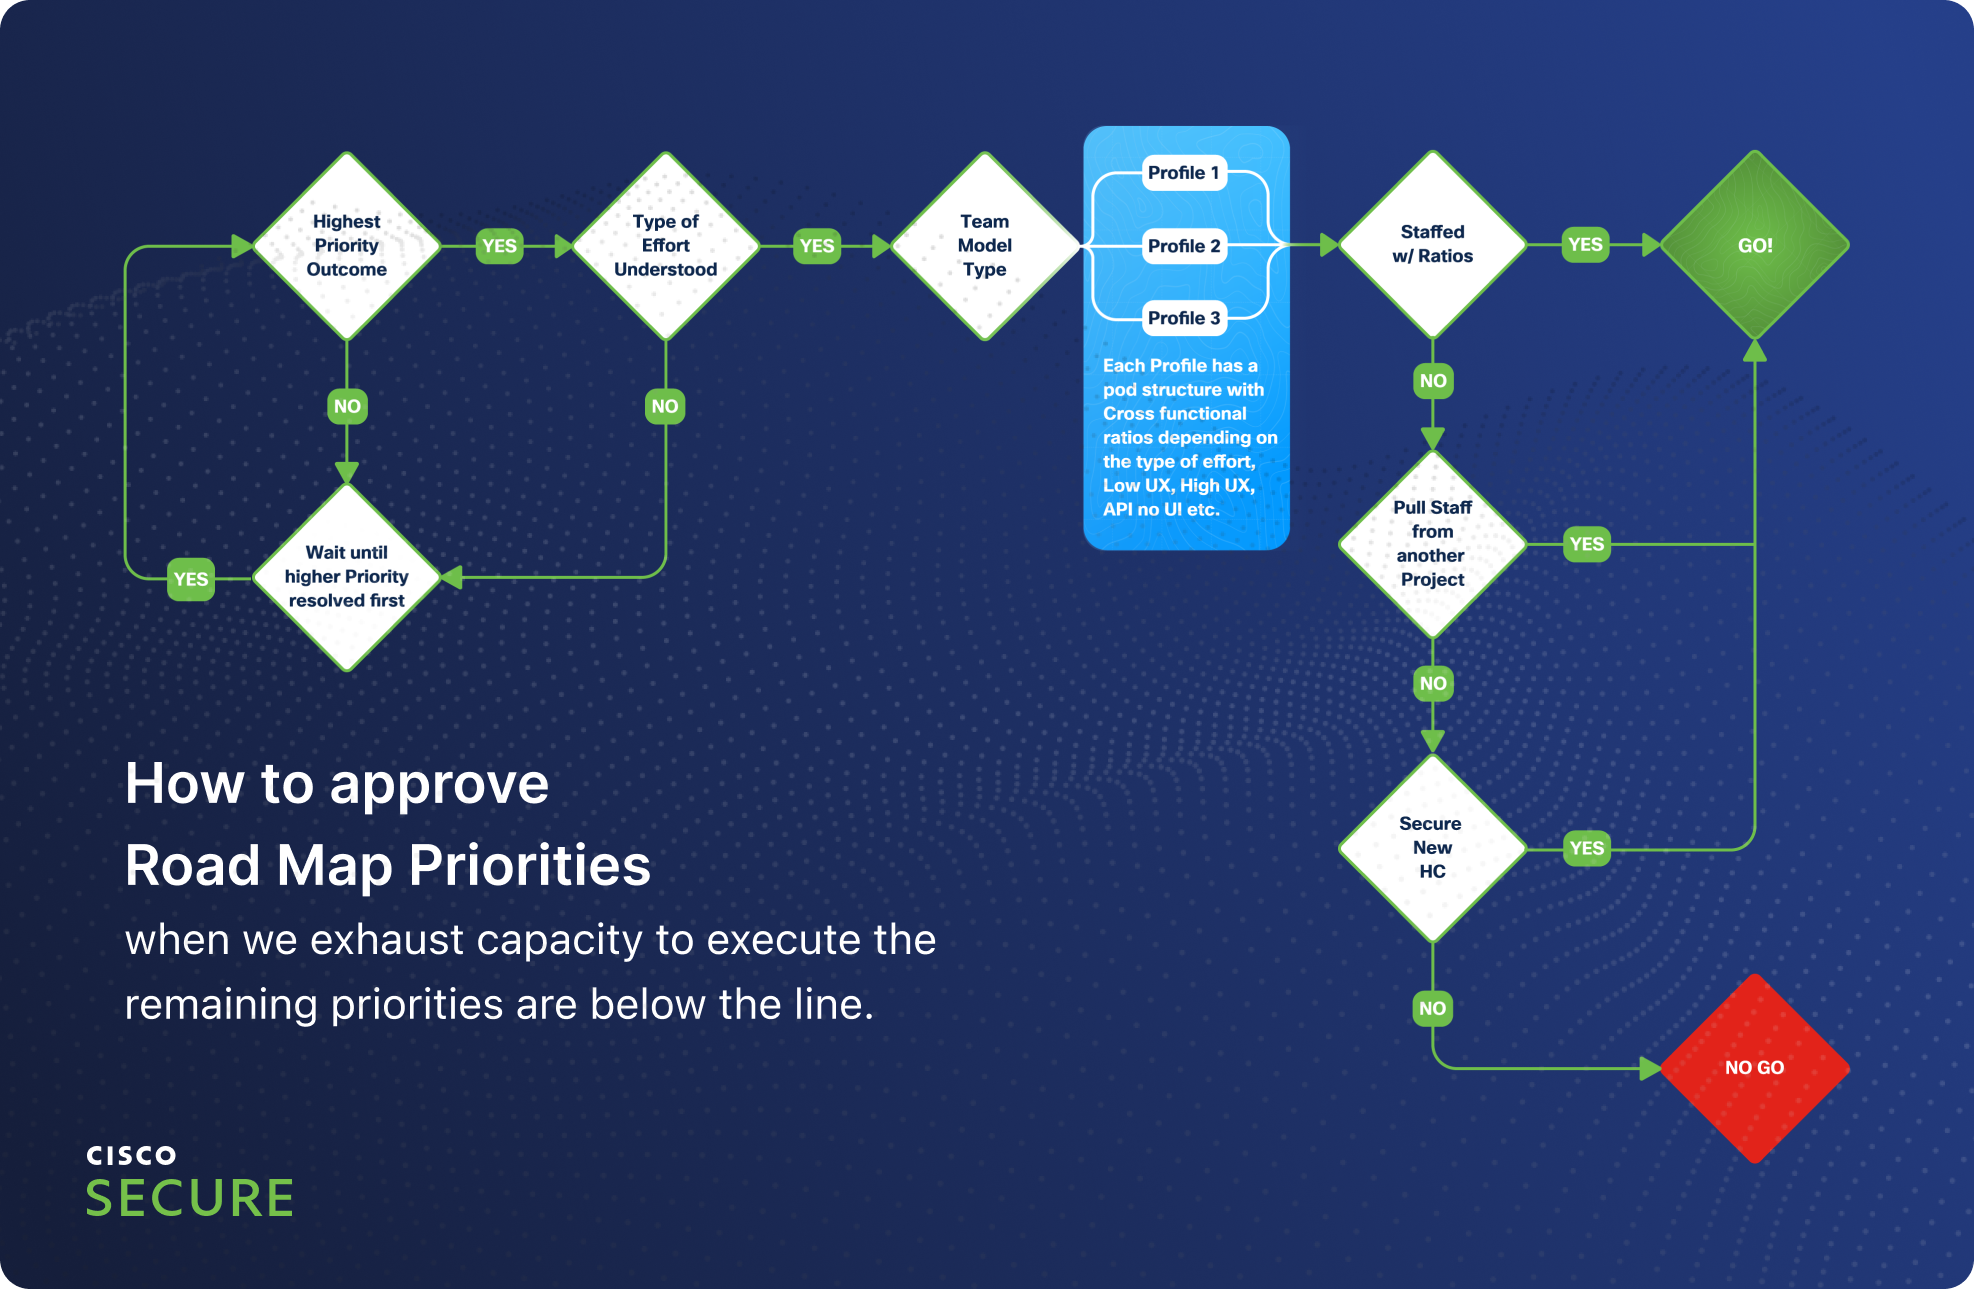 Highest
Priority
Outcome
YES
Type of
Effort
Understood
YES
Team
Model
Type
Profile 1
Profile 2
Profile 3
Each Profile has a
pod structure with
Cross functional
ratios depending on
the type of effort,
Low UX, High UX,
API no UI etc.
Staffed
w/ Ratios
YES
GO!
NO
NO
NO
Wait until
higher Priority
resolved first
YES
Pull Staff
from
another
Project
YES
NO
Secure
New
HC
YES
NO
NO GO
How to approve
Road Map Priorities
when we exhaust capacity to execute the
remaining priorities are below the line.
CISCO
SECURE